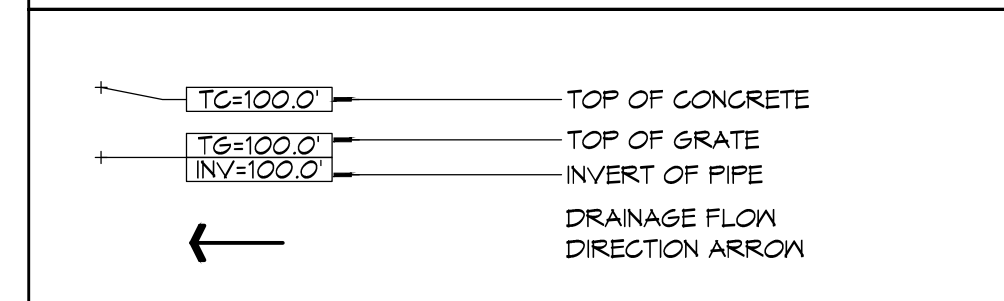 TC=100.0' TOP OF CONCRETE
TG=100.0' TOP OF GRATE
INV=100.0' INVERT OF PIPE
DRAINAGE FLOW
DIRECTION ARROW